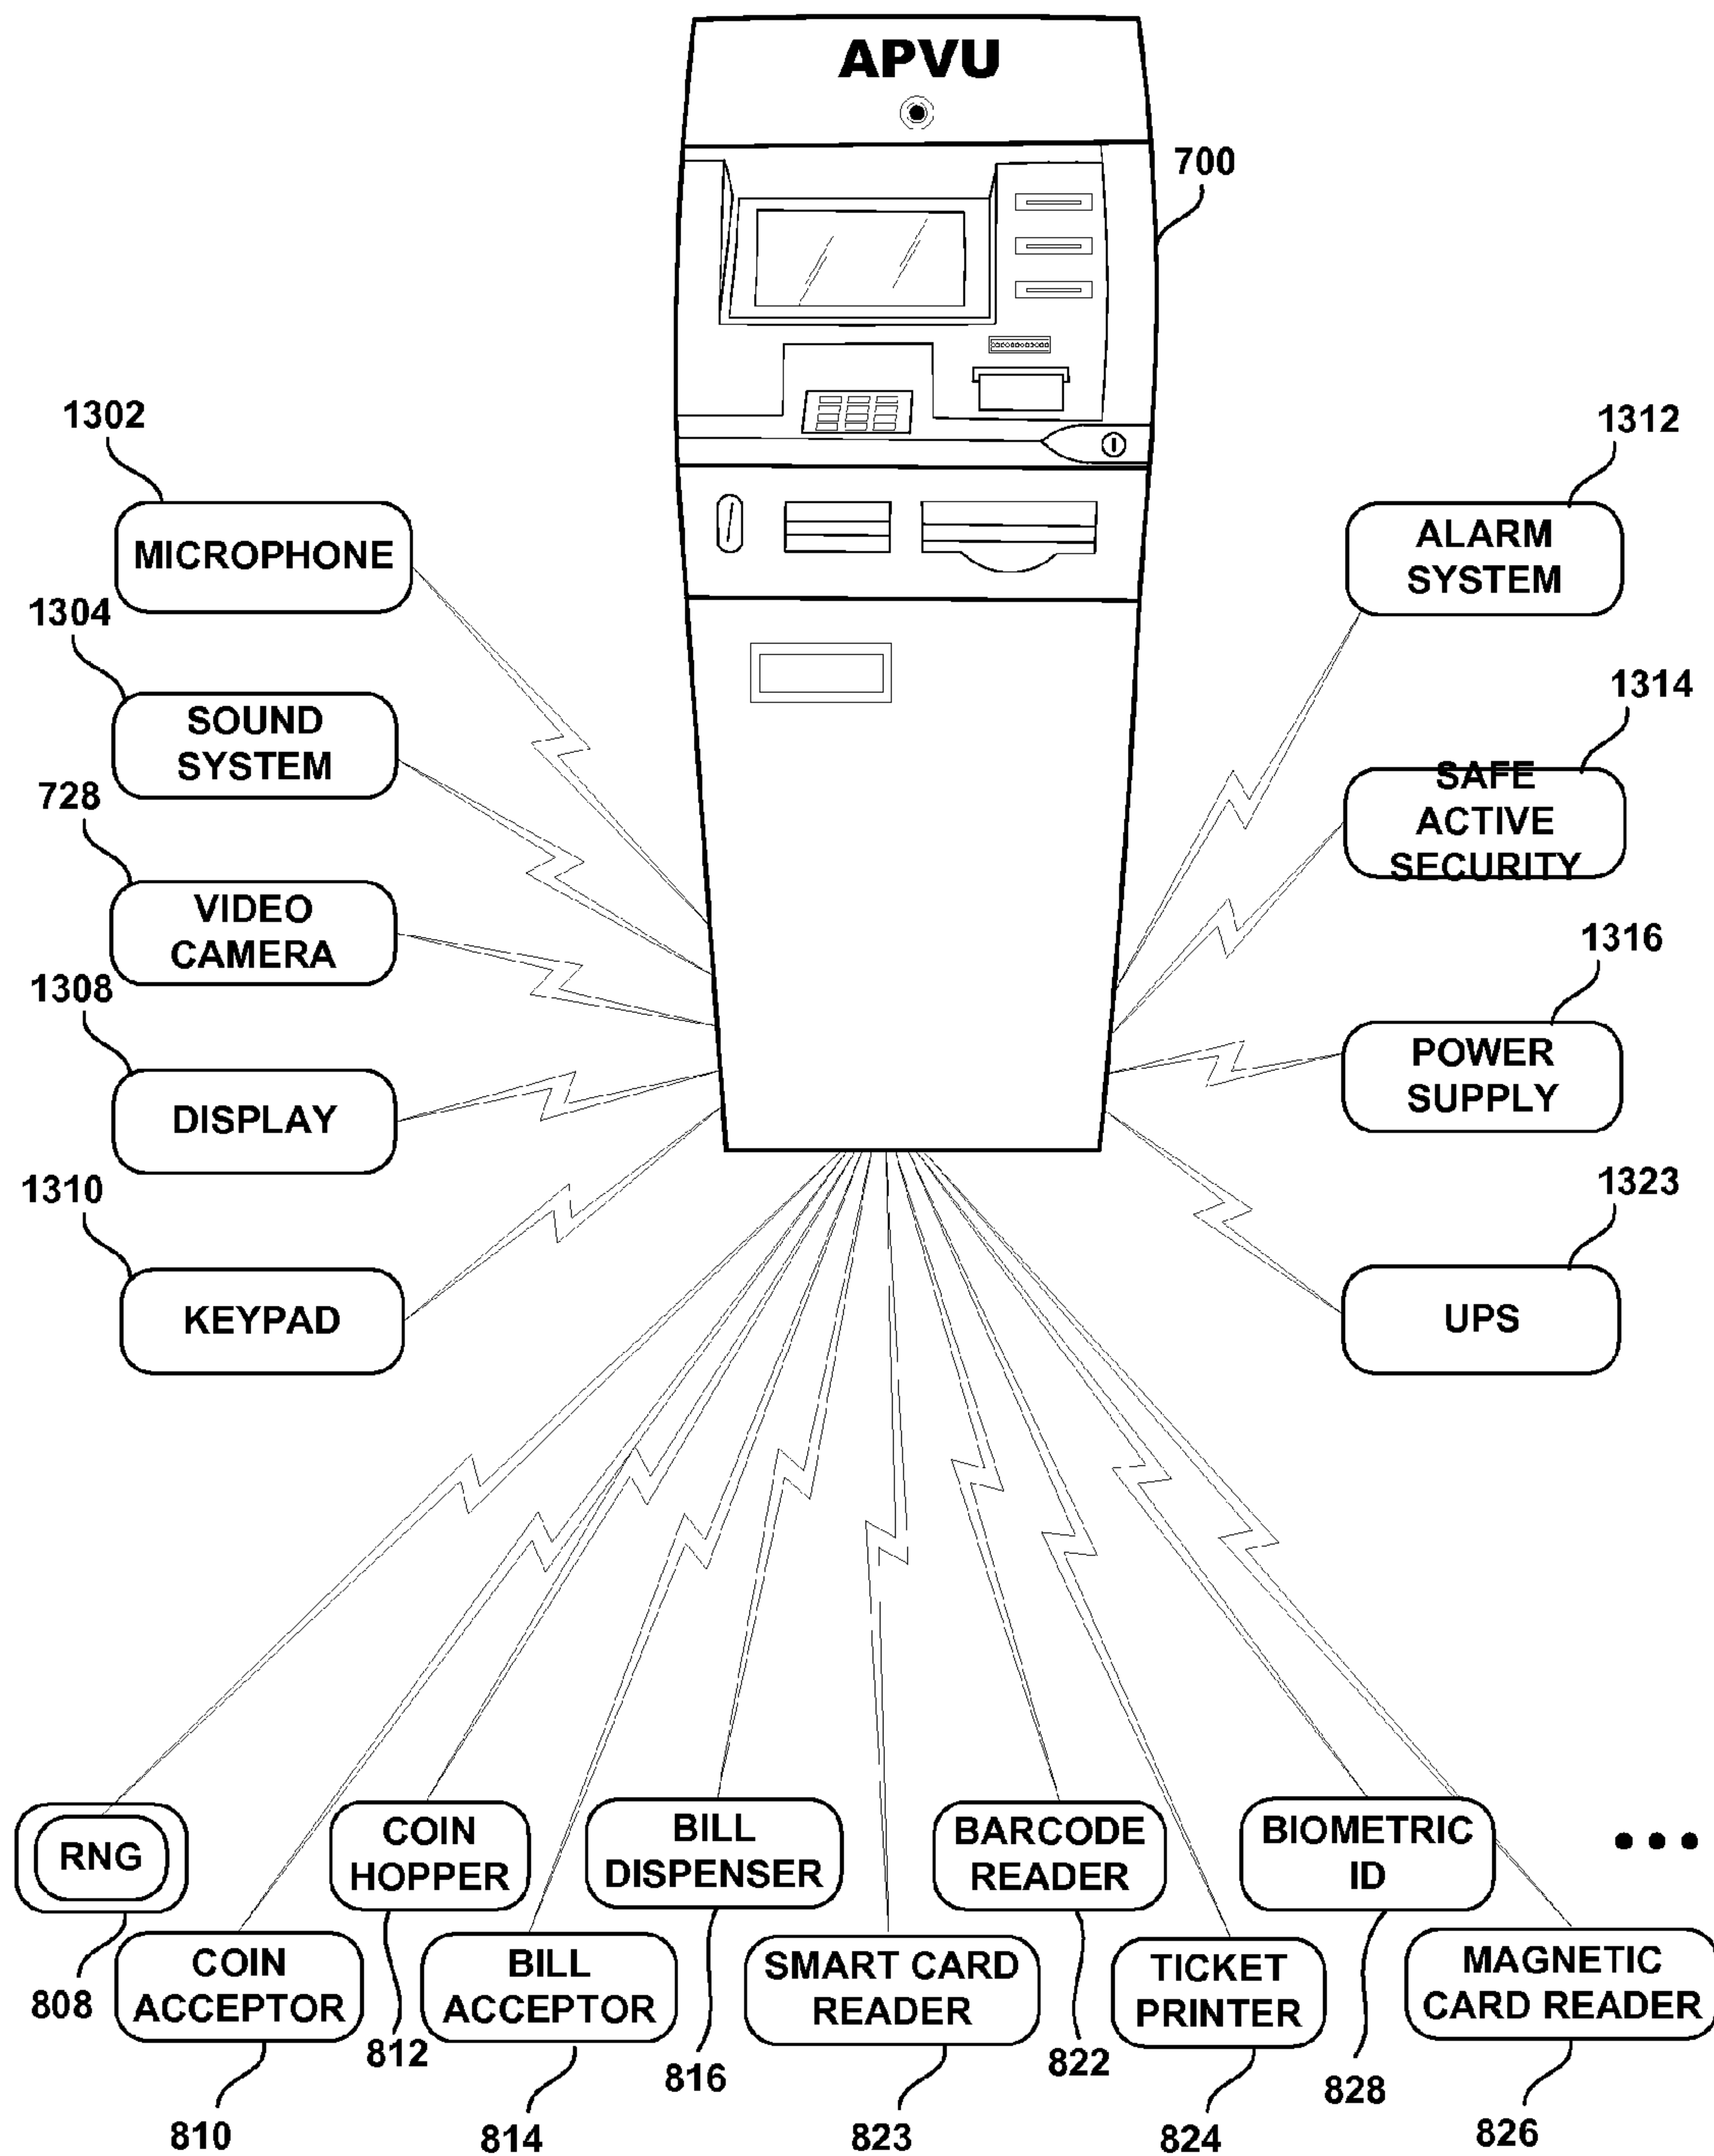 APVU
700
1302
MICROPHONE
1304
SOUND
SYSTEM
728
VIDEO
CAMERA
1308
DISPLAY
1310
KEYPAD
1312
ALARM
SYSTEM
1314
SAFE
ACTIVE
SECURITY
1316
POWER
SUPPLY
1323
UPS
RNG
808
COIN
ACCEPTOR
810
COIN
HOPPER
812
BILL
ACCEPTOR
814
BILL
DISPENSER
816
SMART CARD
READER
823
BARCODE
READER
822
TICKET
PRINTER
824
BIOMETRIC
ID
828
MAGNETIC
CARD READER
826
•••